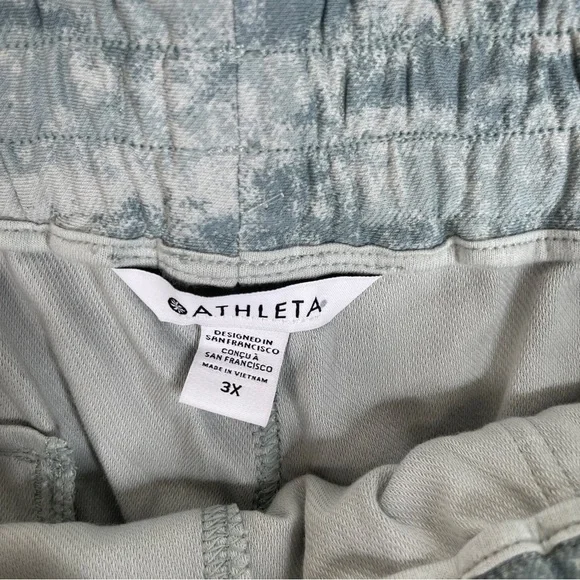 ATHLETA
DESIGNED IN
SAN FRANCISCO
CONÇU À
SAN FRANCISCO
MADE IN VIETNAM
3X